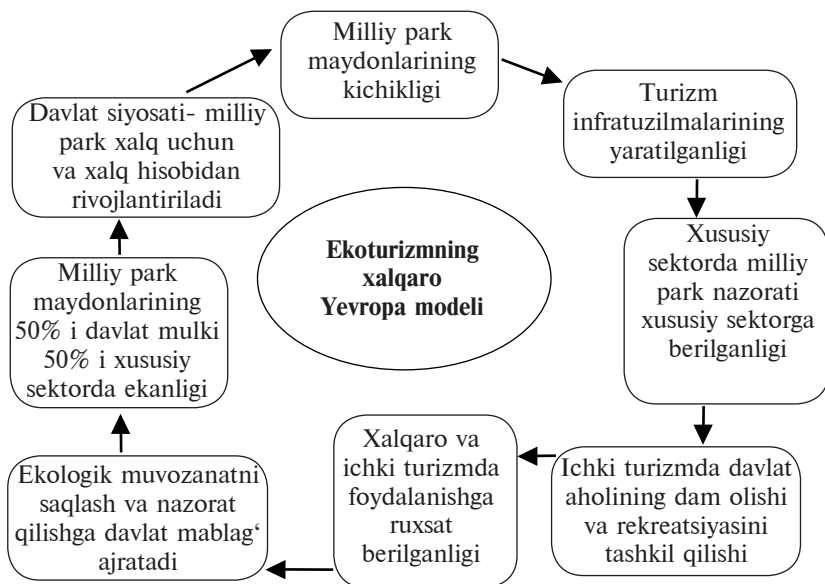 Milliy park
maydonlarining
kichikligi
Turizm
infratuzilmalarining
yaratilganligi
Xususiy
sektorda milliy
park nazorati
xususiy sektorga
berilganligi
Ichki turizmda davlat
aholining dam olishi
va rekreatsiyasini
tashkil qilishi
Xalqaro va
ichki turizmda
foydalanishga
ruxsat
berilganligi
Ekologik muvozanatni
saqlash va nazorat
qilishga davlat mablag‘
ajratadi
Milliy park
maydonlarining
50% i davlat mulki
50% i xususiy
sektorda ekanligi
Davlat siyosati- milliy
park xalq uchun
va xalq hisobidan
rivojlantiriladi
Ekoturizmning
xalqaro
Yevropa modeli